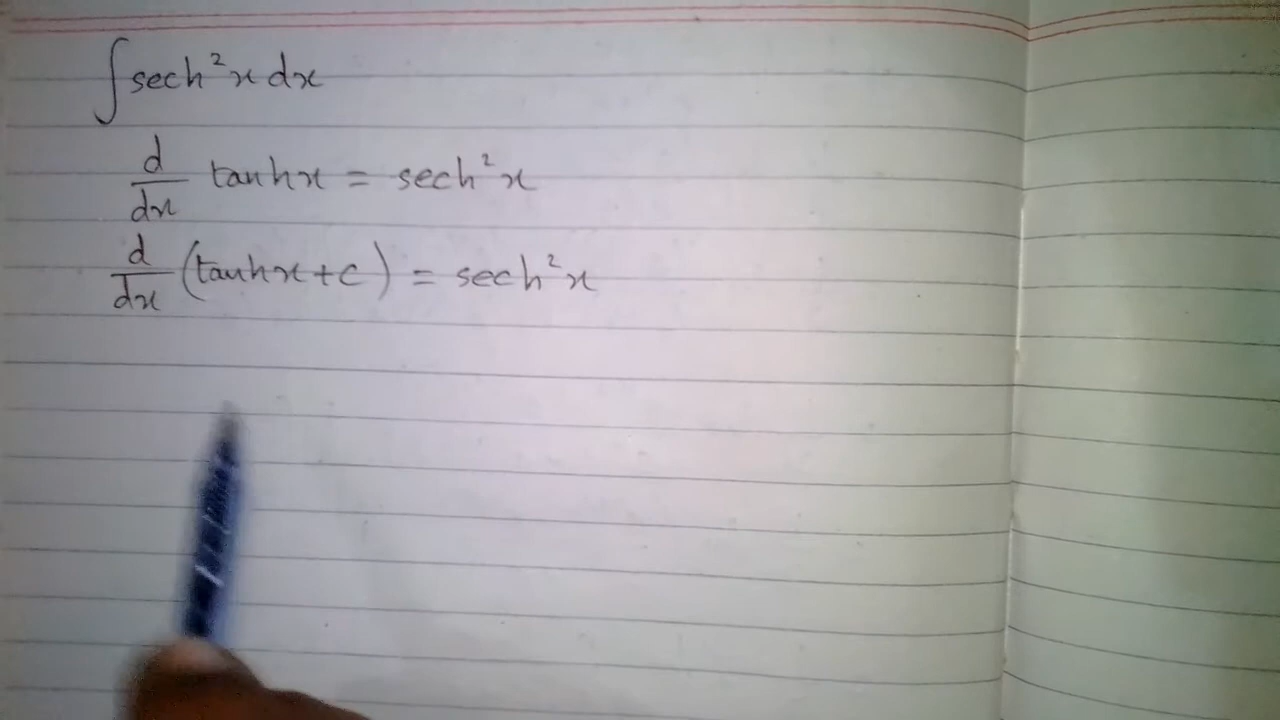 ∫ sech²x dx
d/dx tanhx = sech²x
d/dx (tanhx+c) = sech²x